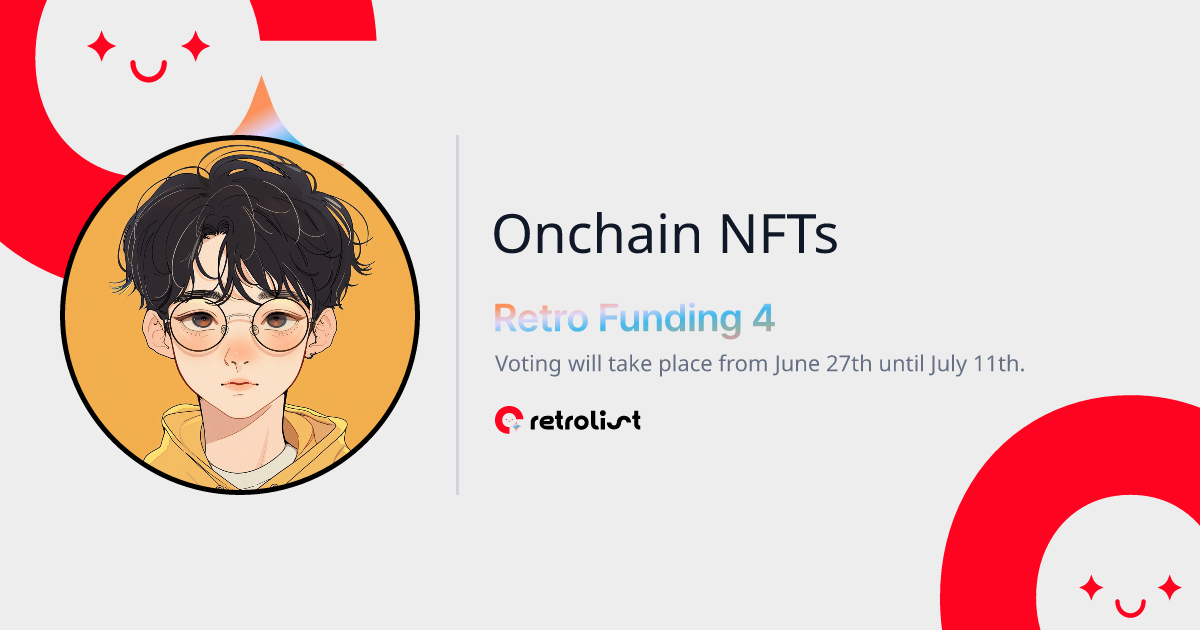 Onchain NFTs
Retro Funding 4
Voting will take place from June 27th until July 11th.
retrolist